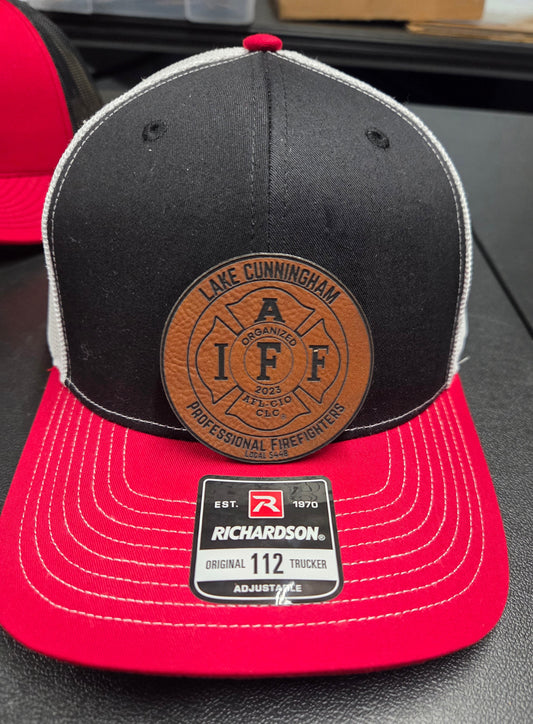 LAKE CUNNINGHAM
A
ORGANIZED
I F F
2023
AFL-CIO
CLC
PROFESSIONAL FIREFIGHTERS
LOCAL 5448
EST. R 1970
RICHARDSON®
ORIGINAL 112 TRUCKER
ADJUSTABLE